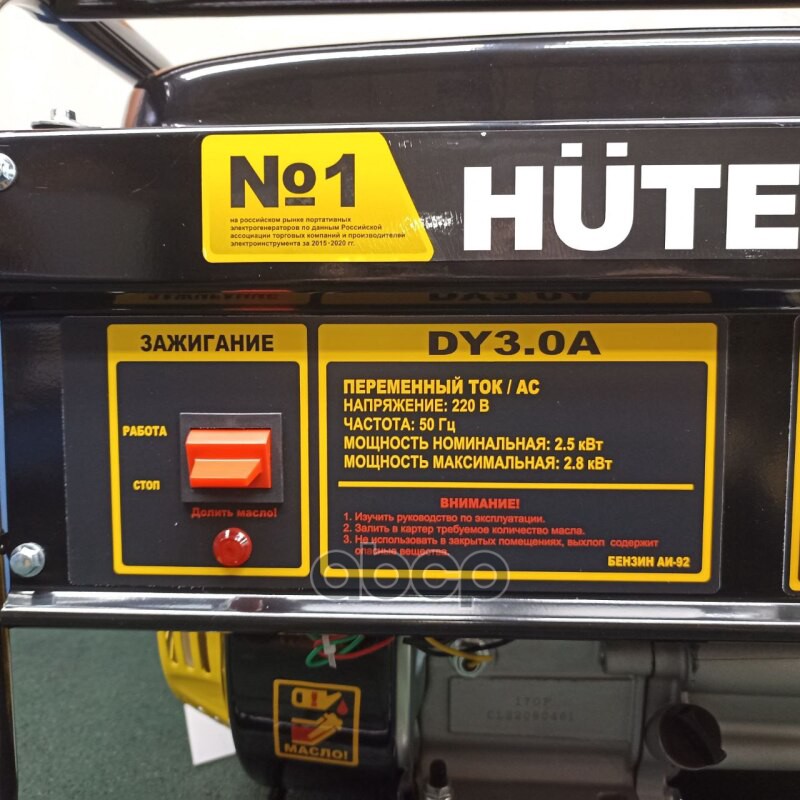 №1
на российском рынке портативных
электрогенераторов по данным Российской
ассоциации торговых компаний и производителей
электроинструмента за 2015-2020 гг.
HÜTE
ЗАЖИГАНИЕ
РАБОТА
СТОП
Долить масло!
DY3.0A
ПЕРЕМЕННЫЙ ТОК / AC
НАПРЯЖЕНИЕ: 220 В
ЧАСТОТА: 50 Гц
МОЩНОСТЬ НОМИНАЛЬНАЯ: 2.5 кВт
МОЩНОСТЬ МАКСИМАЛЬНАЯ: 2.8 кВт
ВНИМАНИЕ!
1. Изучить руководство по эксплуатации.
2. Залить в картер требуемое количество масла.
3. Не использовать в закрытых помещениях, выхлоп содержит
опасные вещества.
БЕНЗИН АИ-92
abcp
МАСЛО!
170F